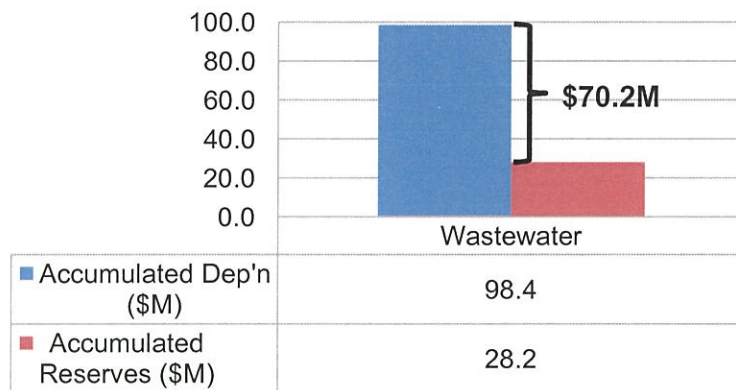 100.0
80.0
60.0
40.0
20.0
0.0
$70.2M
Wastewater
Accumulated Dep'n
($M)
98.4
Accumulated
Reserves ($M)
28.2